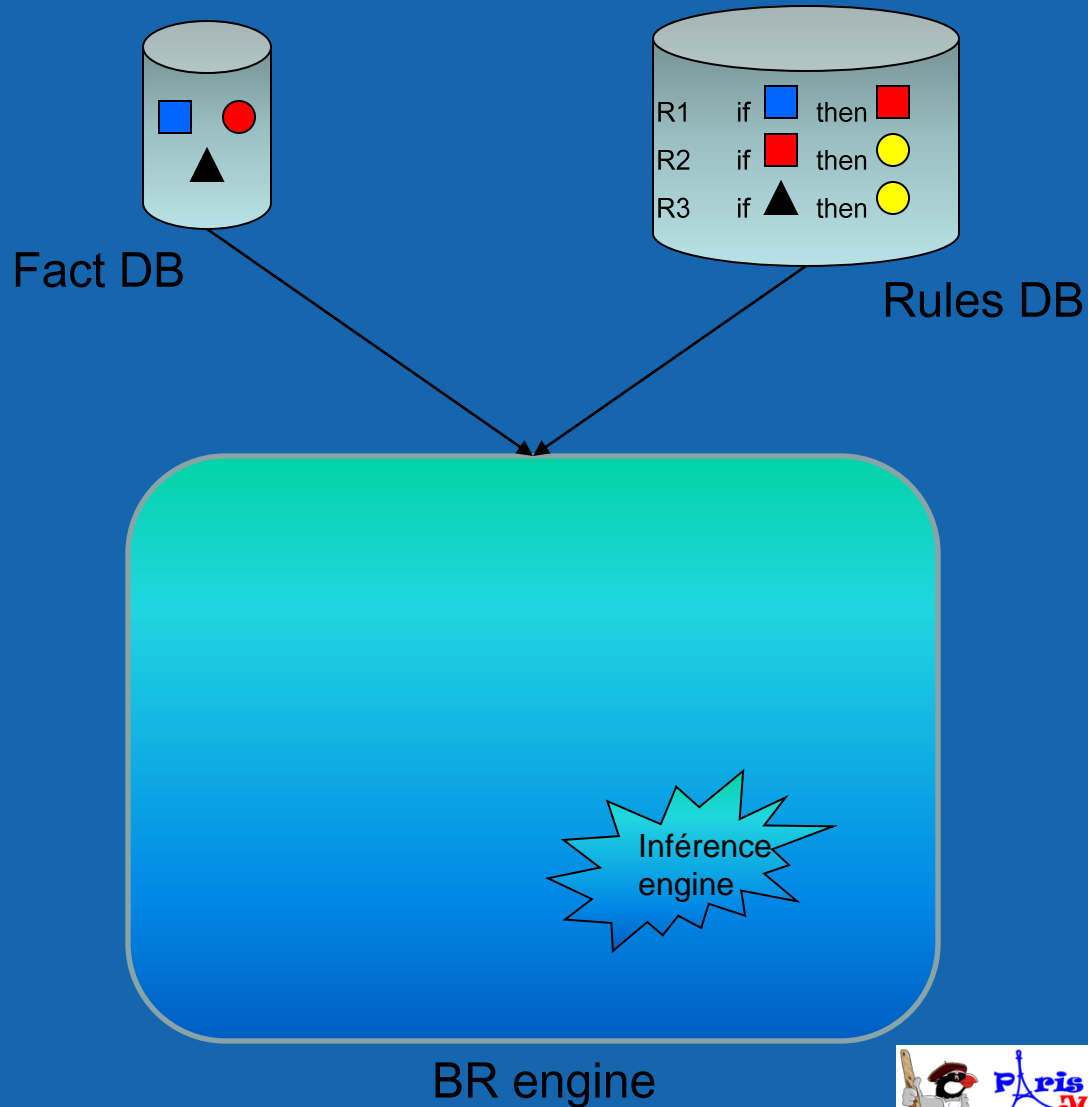 R1 if then
R2 if then
R3 if then
Fact DB
Rules DB
Inférence
engine
BR engine
Paris